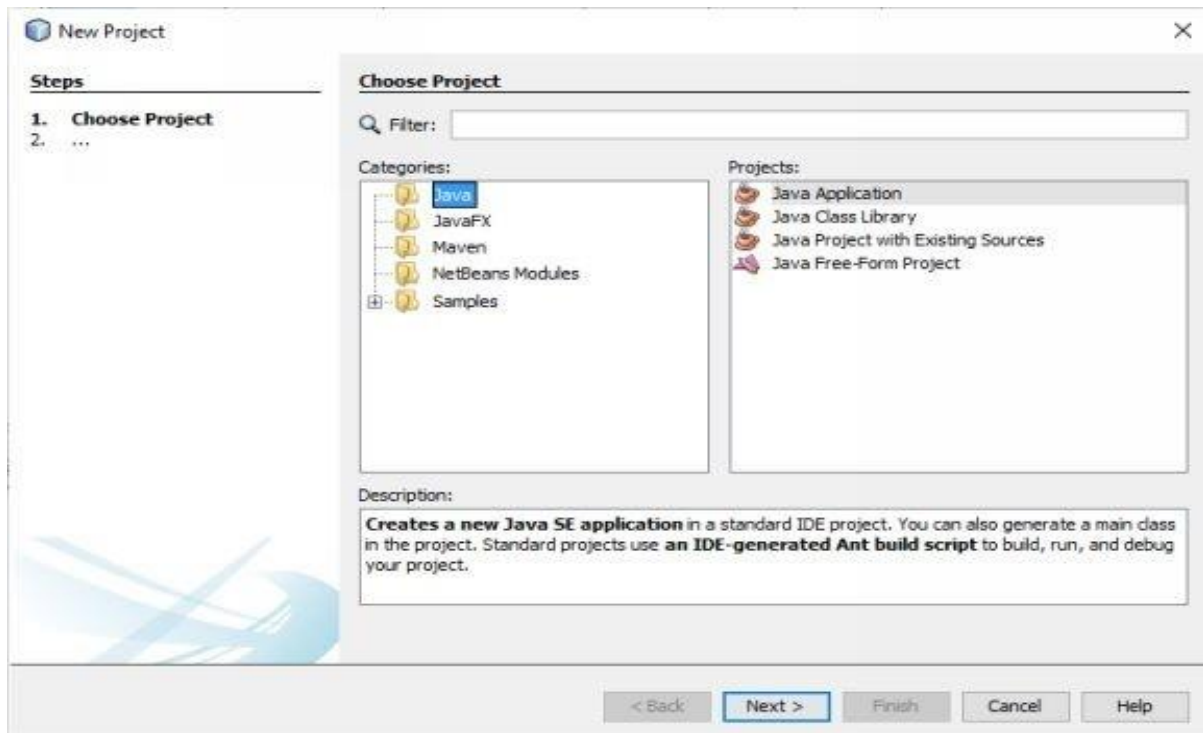 New Project
Steps
1. Choose Project
2. ...
Choose Project
Filter:
Categories:
Java
JavaFX
Maven
NetBeans Modules
Samples
Projects:
Java Application
Java Class Library
Java Project with Existing Sources
Java Free-Form Project
Description:
Creates a new Java SE application in a standard IDE project. You can also generate a main class
in the project. Standard projects use an IDE-generated Ant build script to build, run, and debug
your project.
< Back Next > Finish Cancel Help